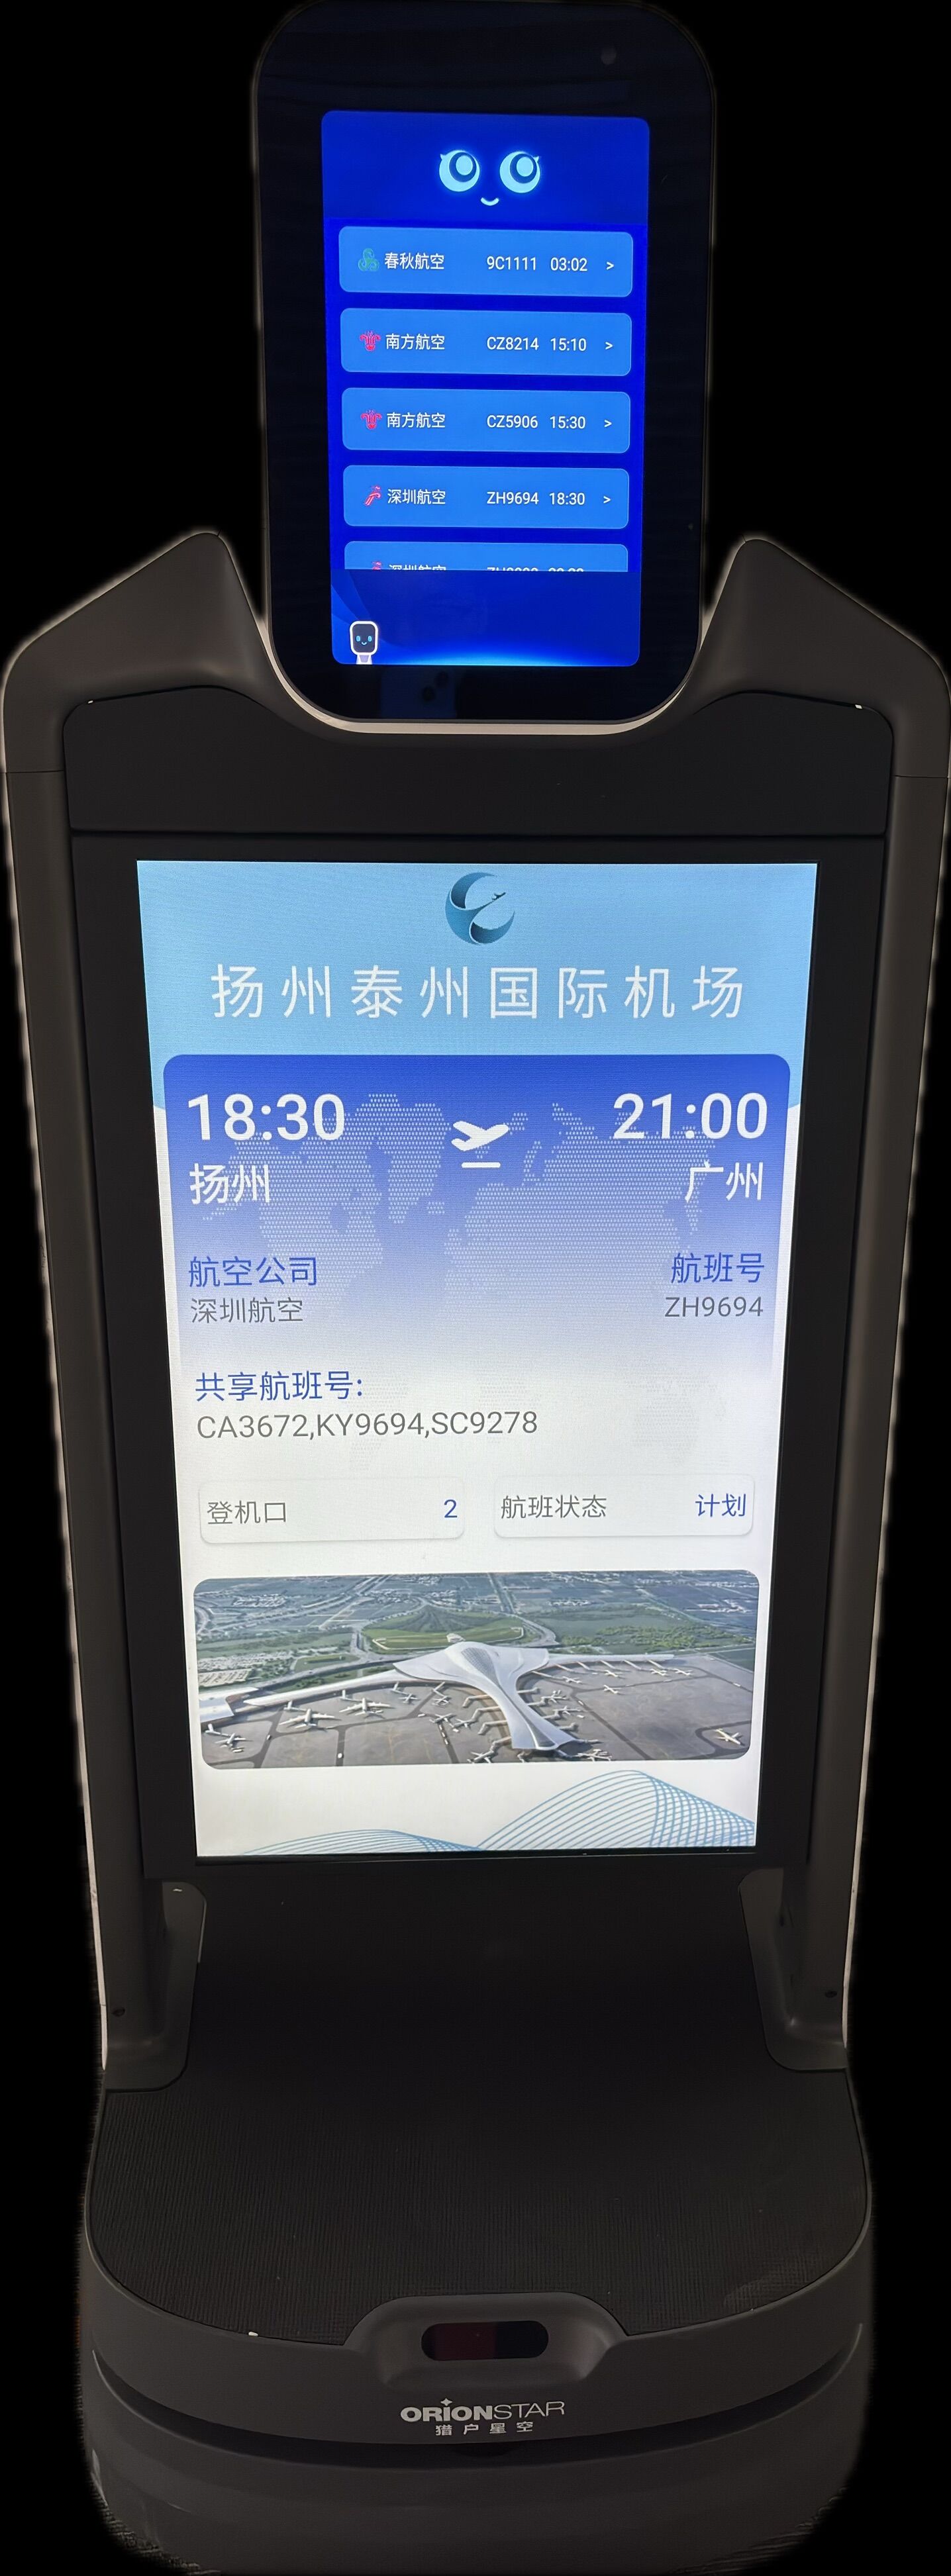 春秋航空 9C1111 03:02 >
南方航空 CZ8214 15:10 >
南方航空 CZ5906 15:30 >
深圳航空 ZH9694 18:30 >
深圳航空
扬州泰州国际机场
18:30 21:00
扬州 广州
航空公司 航班号
深圳航空 ZH9694
共享航班号:
CA3672,KY9694,SC9278
登机口 2 航班状态 计划
ORIONSTAR
猎户星空